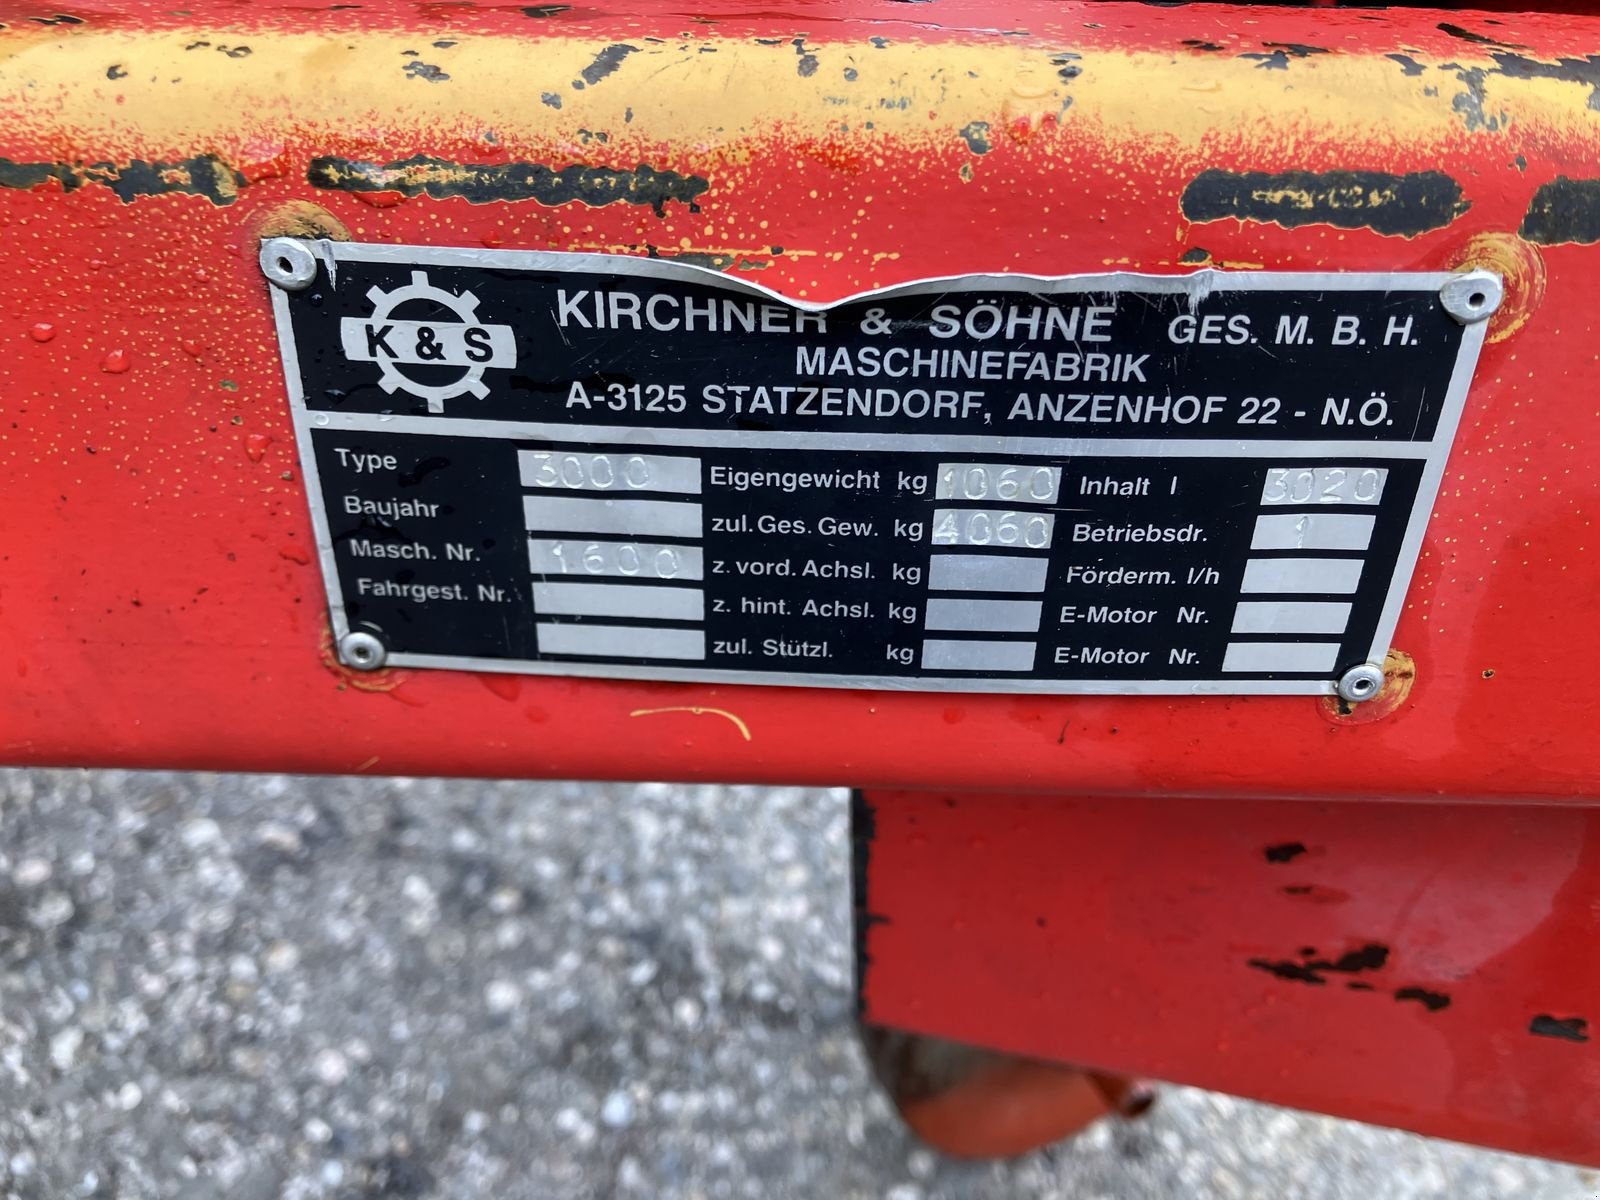 K & S
KIRCHNER & SÖHNE GES. M. B. H.
MASCHINEFABRIK
A-3125 STATZENDORF, ANZENHOF 22 - N.Ö.
Type 3000 Eigengewicht kg 1060 Inhalt l 3020
Baujahr zul. Ges. Gew. kg 4060 Betriebsdr. 1
Masch. Nr. 1600 z. vord. Achsl. kg Förderm. l/h
Fahrgest. Nr. z. hint. Achsl. kg E-Motor Nr.
zul. Stützl. kg E-Motor Nr.